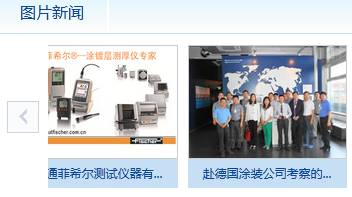 图片新闻
菲希尔®--涂镀层测厚仪专家
utfischer.com.cn
Fischer
通菲希尔测试仪器有...
赴德国涂装公司考察的...